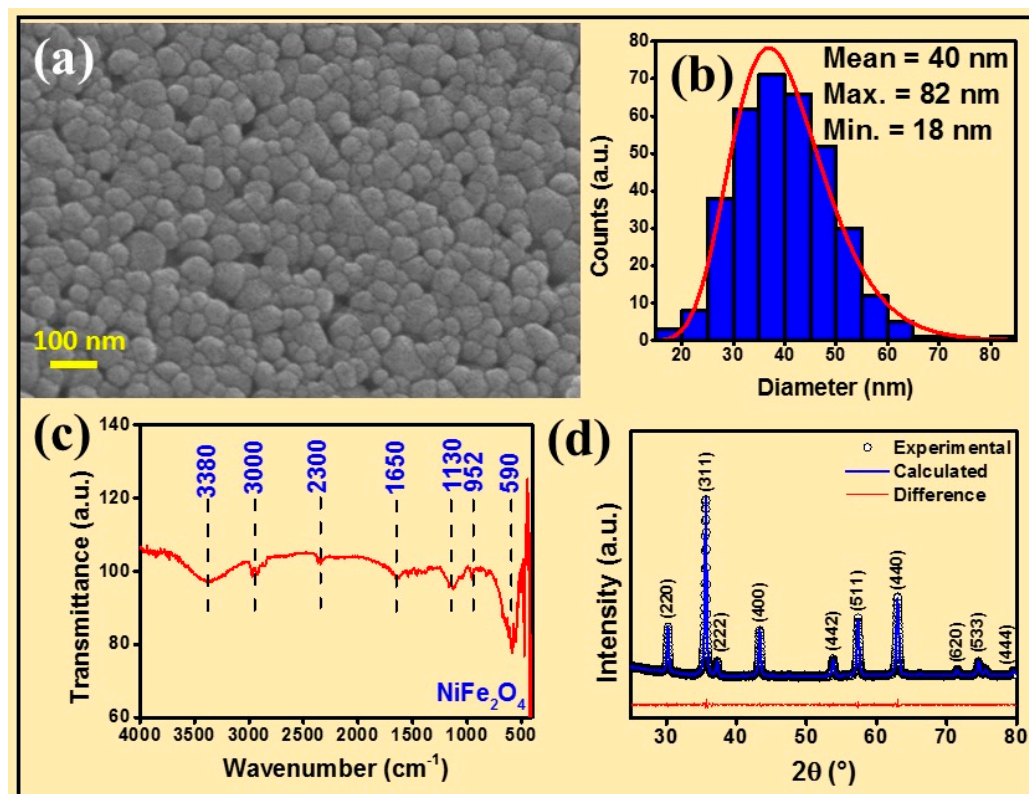 (a)
100 nm
(b)
Mean = 40 nm
Max. = 82 nm
Min. = 18 nm
Counts (a.u.)
80
70
60
50
40
30
20
10
0
20 30 40 50 60 70 80
Diameter (nm)
(c)
Transmittance (a.u.)
140
120
100
80
60
3380
3000
2300
1650
1130
952
590
NiFe₂O₄
4000 3500 3000 2500 2000 1500 1000 500
Wavenumber (cm⁻¹)
(d)
Experimental
Calculated
Difference
Intensity (a.u.)
(220)
(311)
(222)
(400)
(442)
(511)
(440)
(620)
(533)
(444)
30 40 50 60 70 80
2θ (°)